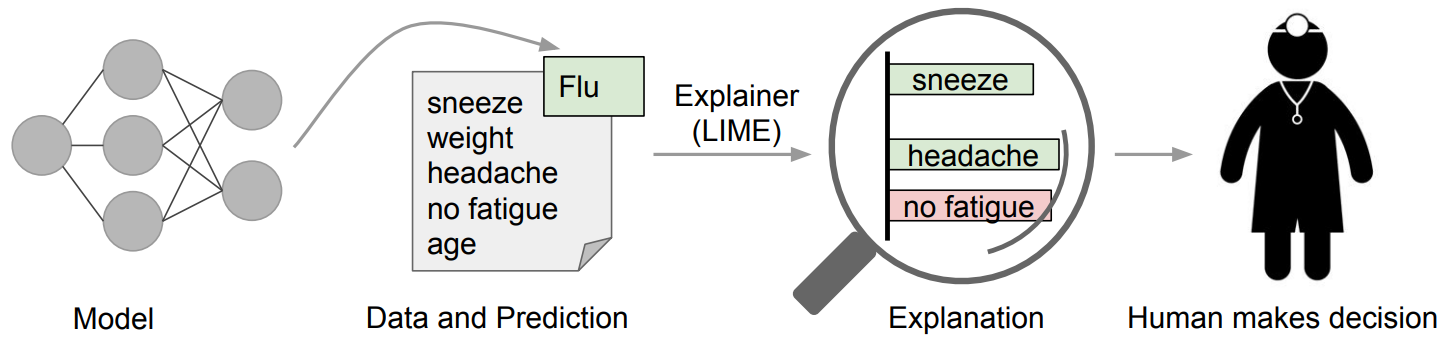 Flu
sneeze
weight
headache
no fatigue
age
Explainer
(LIME)
sneeze
headache
no fatigue
Model
Data and Prediction
Explanation
Human makes decision